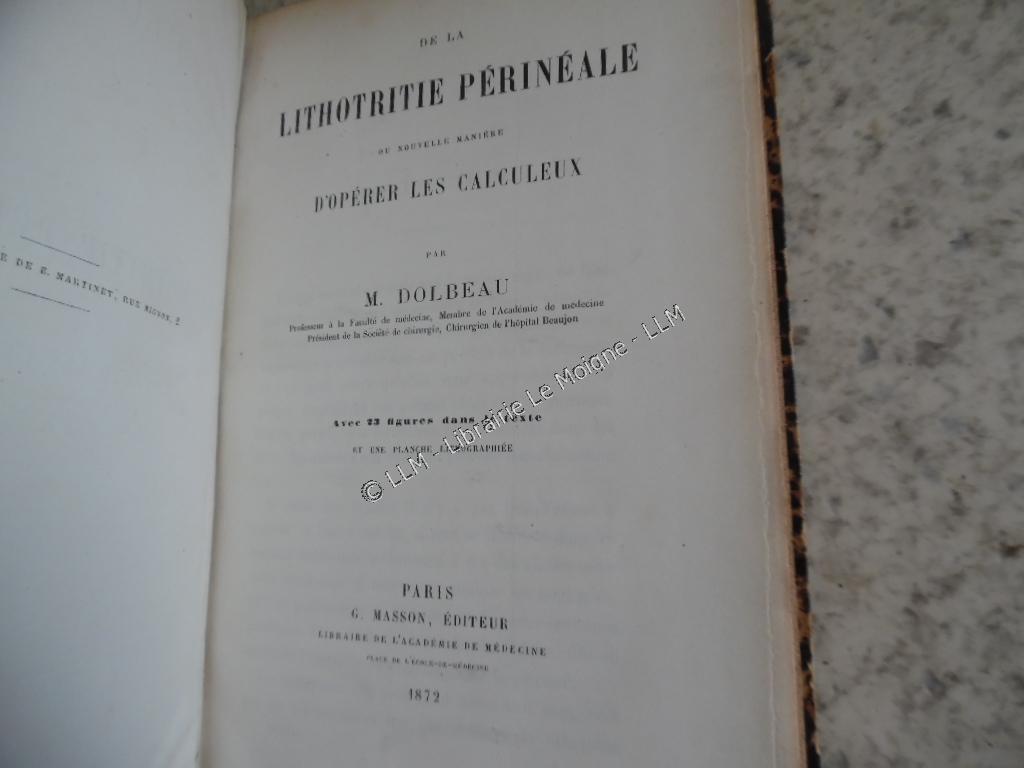 E DE E. MARTINET, RUE MIGNON, 2
DE LA
LITHOTRITIE PÉRINÉALE
OU NOUVELLE MANIÈRE
D'OPÉRER LES CALCULEUX
PAR
M. DOLBEAU
Professeur à la Faculté de médecine, Membre de l'Académie de médecine
Président de la Société de chirurgie, Chirurgien de l'hôpital Beaujon
Avec 23 figures dans le texte
ET UNE PLANCHE LITHOGRAPHIÉE
© LLM - Librairie Le Moigne - LLM
PARIS
G. MASSON, ÉDITEUR
LIBRAIRE DE L'ACADÉMIE DE MÉDECINE
PLACE DE L'ÉCOLE-DE-MÉDECINE
1872